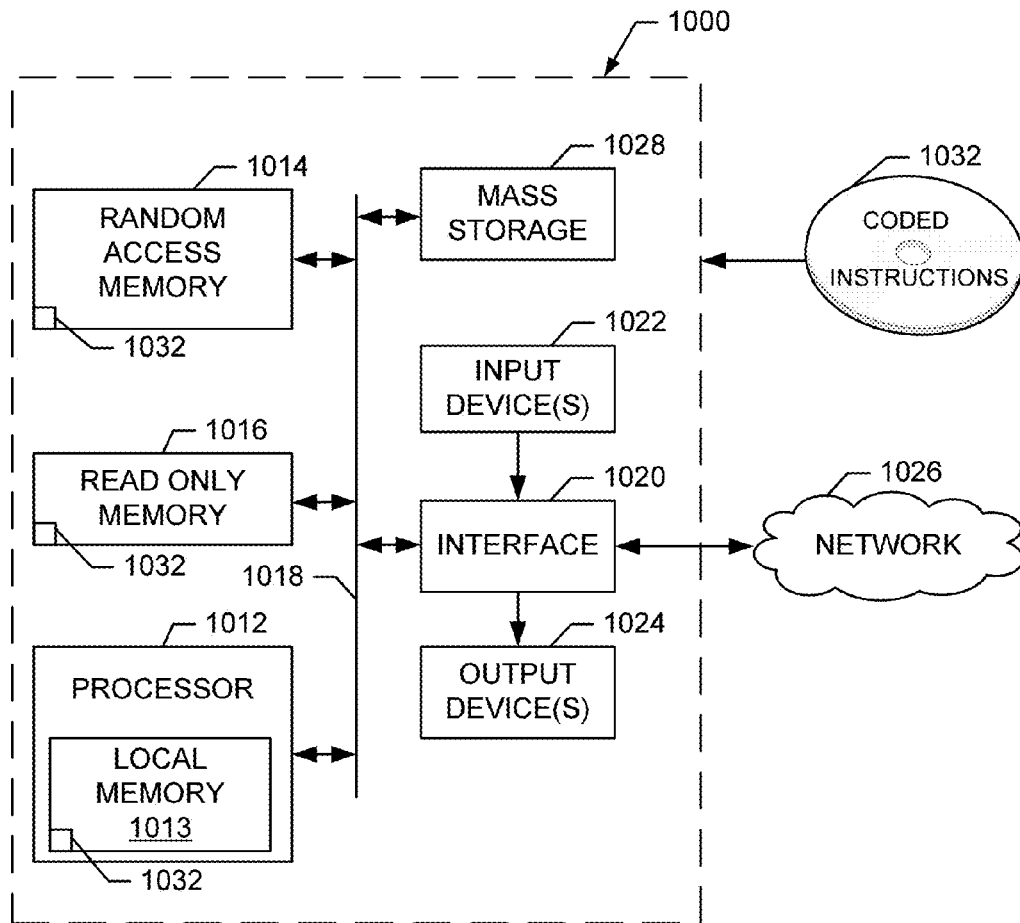 1000
1014
RANDOM
ACCESS
MEMORY
1032
1028
MASS
STORAGE
1032
CODED
INSTRUCTIONS
1022
INPUT
DEVICE(S)
1016
READ ONLY
MEMORY
1032
1020
INTERFACE
1026
NETWORK
1018
1012
PROCESSOR
LOCAL
MEMORY
1013
1032
1024
OUTPUT
DEVICE(S)